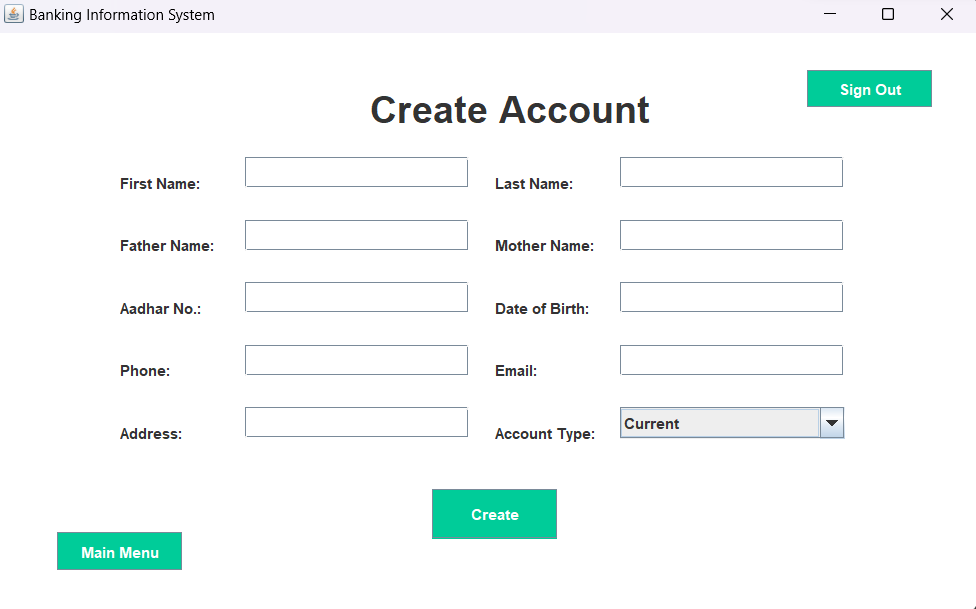 Banking Information System
Sign Out
Create Account
First Name:
Last Name:
Father Name:
Mother Name:
Aadhar No.:
Date of Birth:
Phone:
Email:
Address:
Account Type:
Current
Create
Main Menu